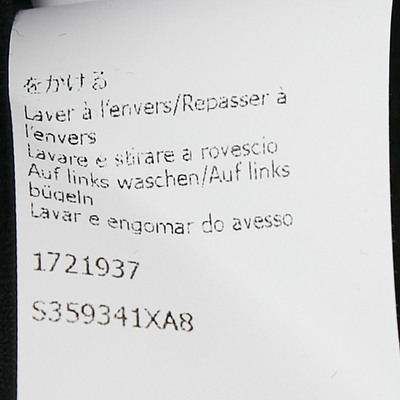 をかける
Laver à l'envers/Repasser à
l'envers
Lavare e stirare a rovescio
Auf links waschen/Auf links
bügeln
Lavar e engomar do avesso
1721937
S359341XA8